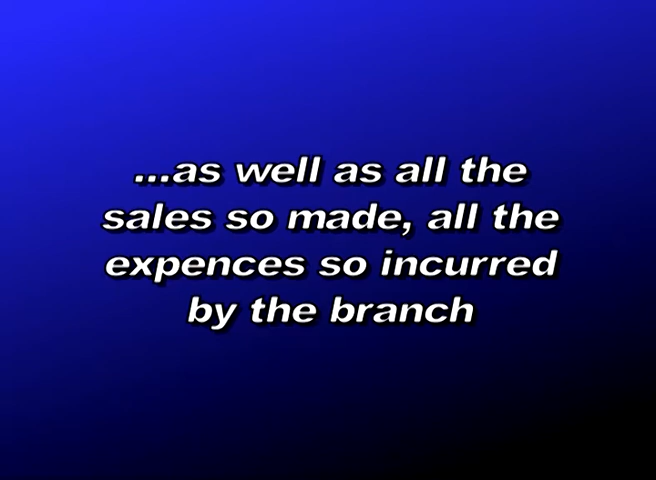 ...as well as all the
sales so made, all the
expences so incurred
by the branch